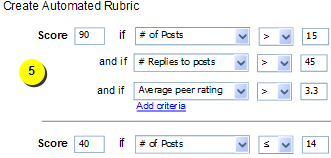 Create Automated Rubric
Score 90 if # of Posts > 15
5 and if # Replies to posts > 45
and if Average peer rating > 3.3
Add criteria
Score 40 if # of Posts ≤ 14